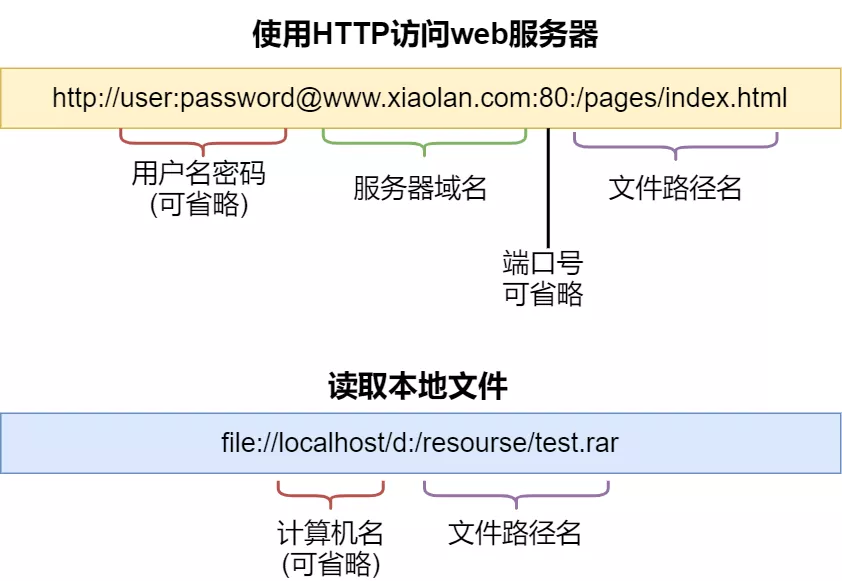 使用HTTP访问web服务器
http://user:password@www.xiaolan.com:80:/pages/index.html
用户名密码
(可省略)
服务器域名
文件路径名
端口号
可省略
读取本地文件
file://localhost/d:/resourse/test.rar
计算机名
(可省略)
文件路径名